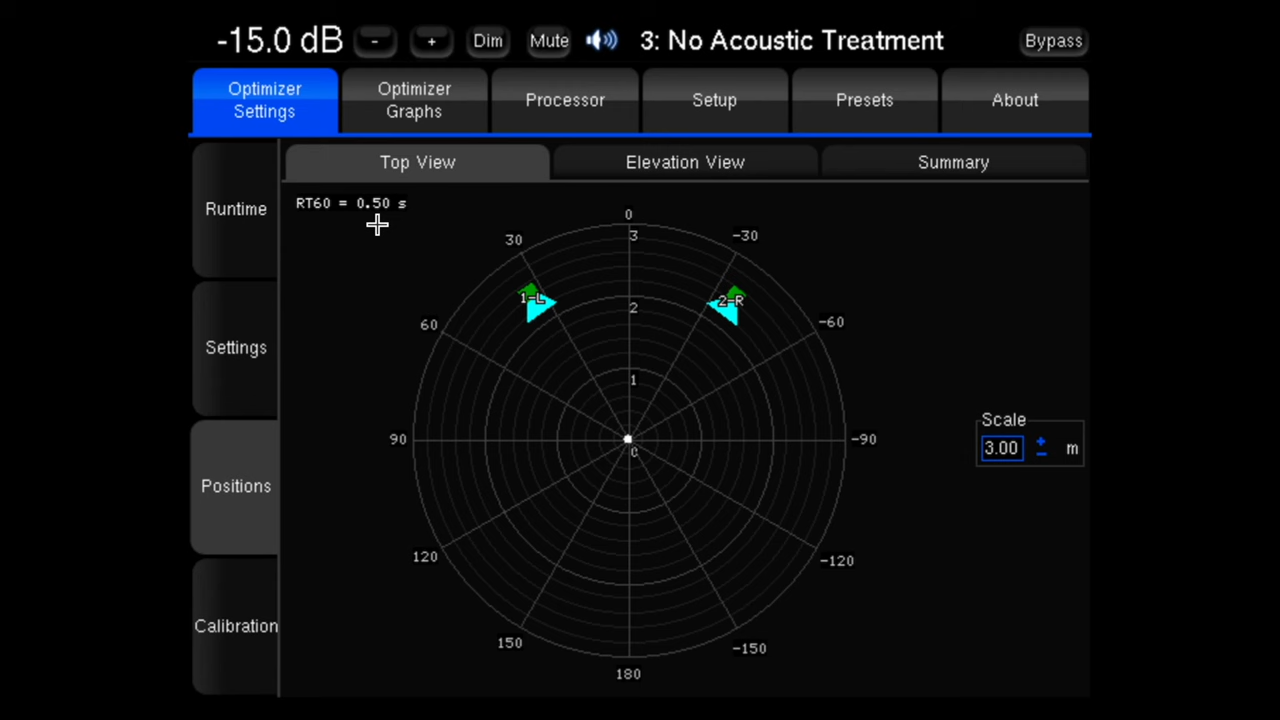 -15.0 dB - + Dim Mute 3: No Acoustic Treatment Bypass
Optimizer Settings
Optimizer Graphs
Processor
Setup
Presets
About
Top View
Elevation View
Summary
Runtime
Settings
Positions
Calibration
RT60 = 0.50 s
0
30
-30
3
1-L
2-R
2
60
-60
1
90
-90
0
120
-120
150
-150
180
Scale
3.00 + - m